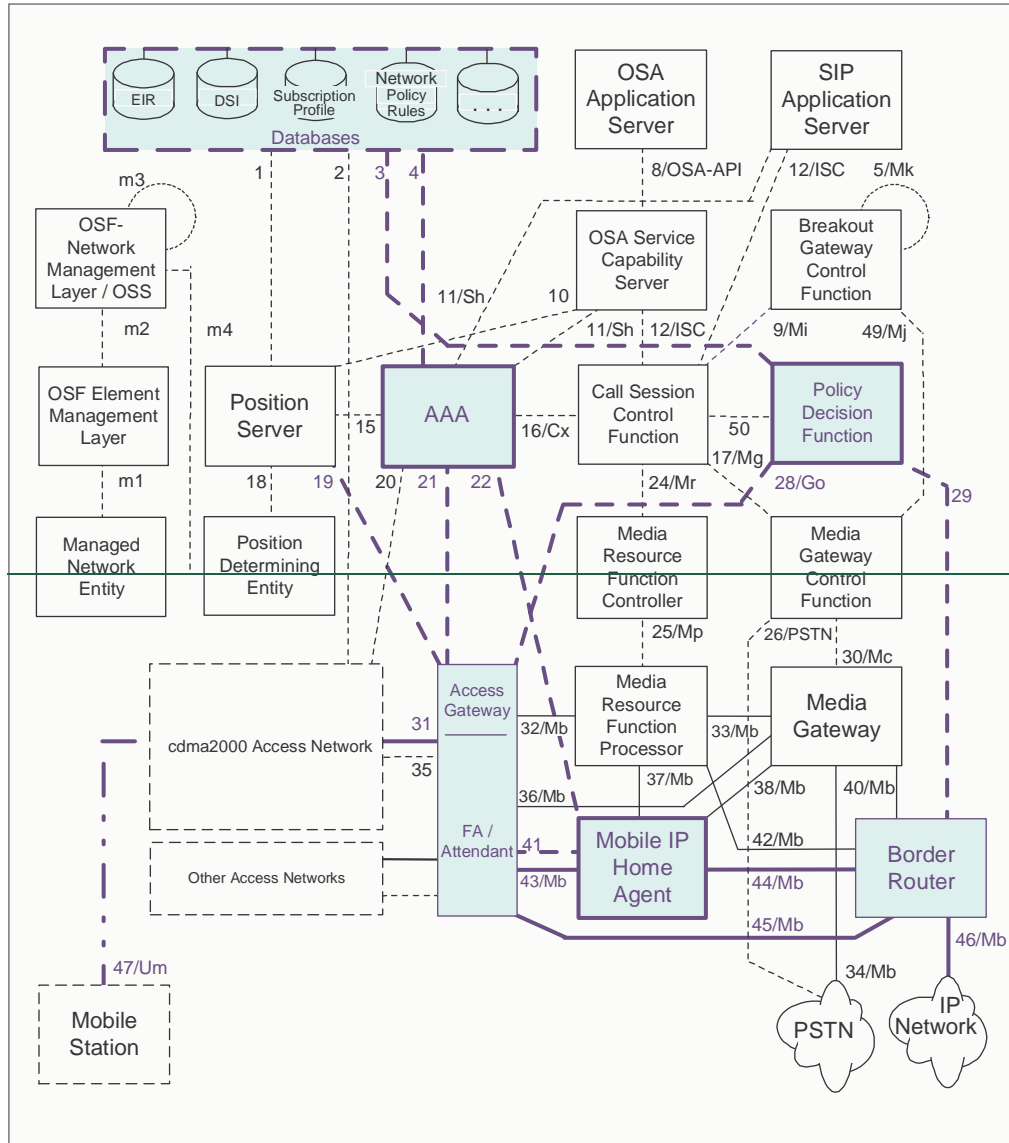 EIR
DSI
Subscription
Profile
Network
Policy
Rules
. . .
Databases
OSA
Application
Server
SIP
Application
Server
1
2
3
4
8/OSA-API
12/ISC
5/Mk
m3
OSF-
Network
Management
Layer / OSS
OSA Service
Capability
Server
Breakout
Gateway
Control
Function
m2
m4
11/Sh
10
11/Sh
12/ISC
9/Mi
49/Mj
OSF Element
Management
Layer
Position
Server
15
AAA
16/Cx
Call Session
Control
Function
50
Policy
Decision
Function
17/Mg
m1
18
19
20
21
22
24/Mr
28/Go
29
Managed
Network
Entity
Position
Determining
Entity
Media
Resource
Function
Controller
Media
Gateway
Control
Function
25/Mp
26/PSTN
30/Mc
cdma2000 Access Network
31
35
Access
Gateway
32/Mb
Media
Resource
Function
Processor
33/Mb
Media
Gateway
36/Mb
37/Mb
38/Mb
40/Mb
FA /
Attendant
41
43/Mb
Mobile IP
Home
Agent
42/Mb
44/Mb
Border
Router
Other Access Networks
45/Mb
46/Mb
47/Um
34/Mb
Mobile
Station
PSTN
IP
Network